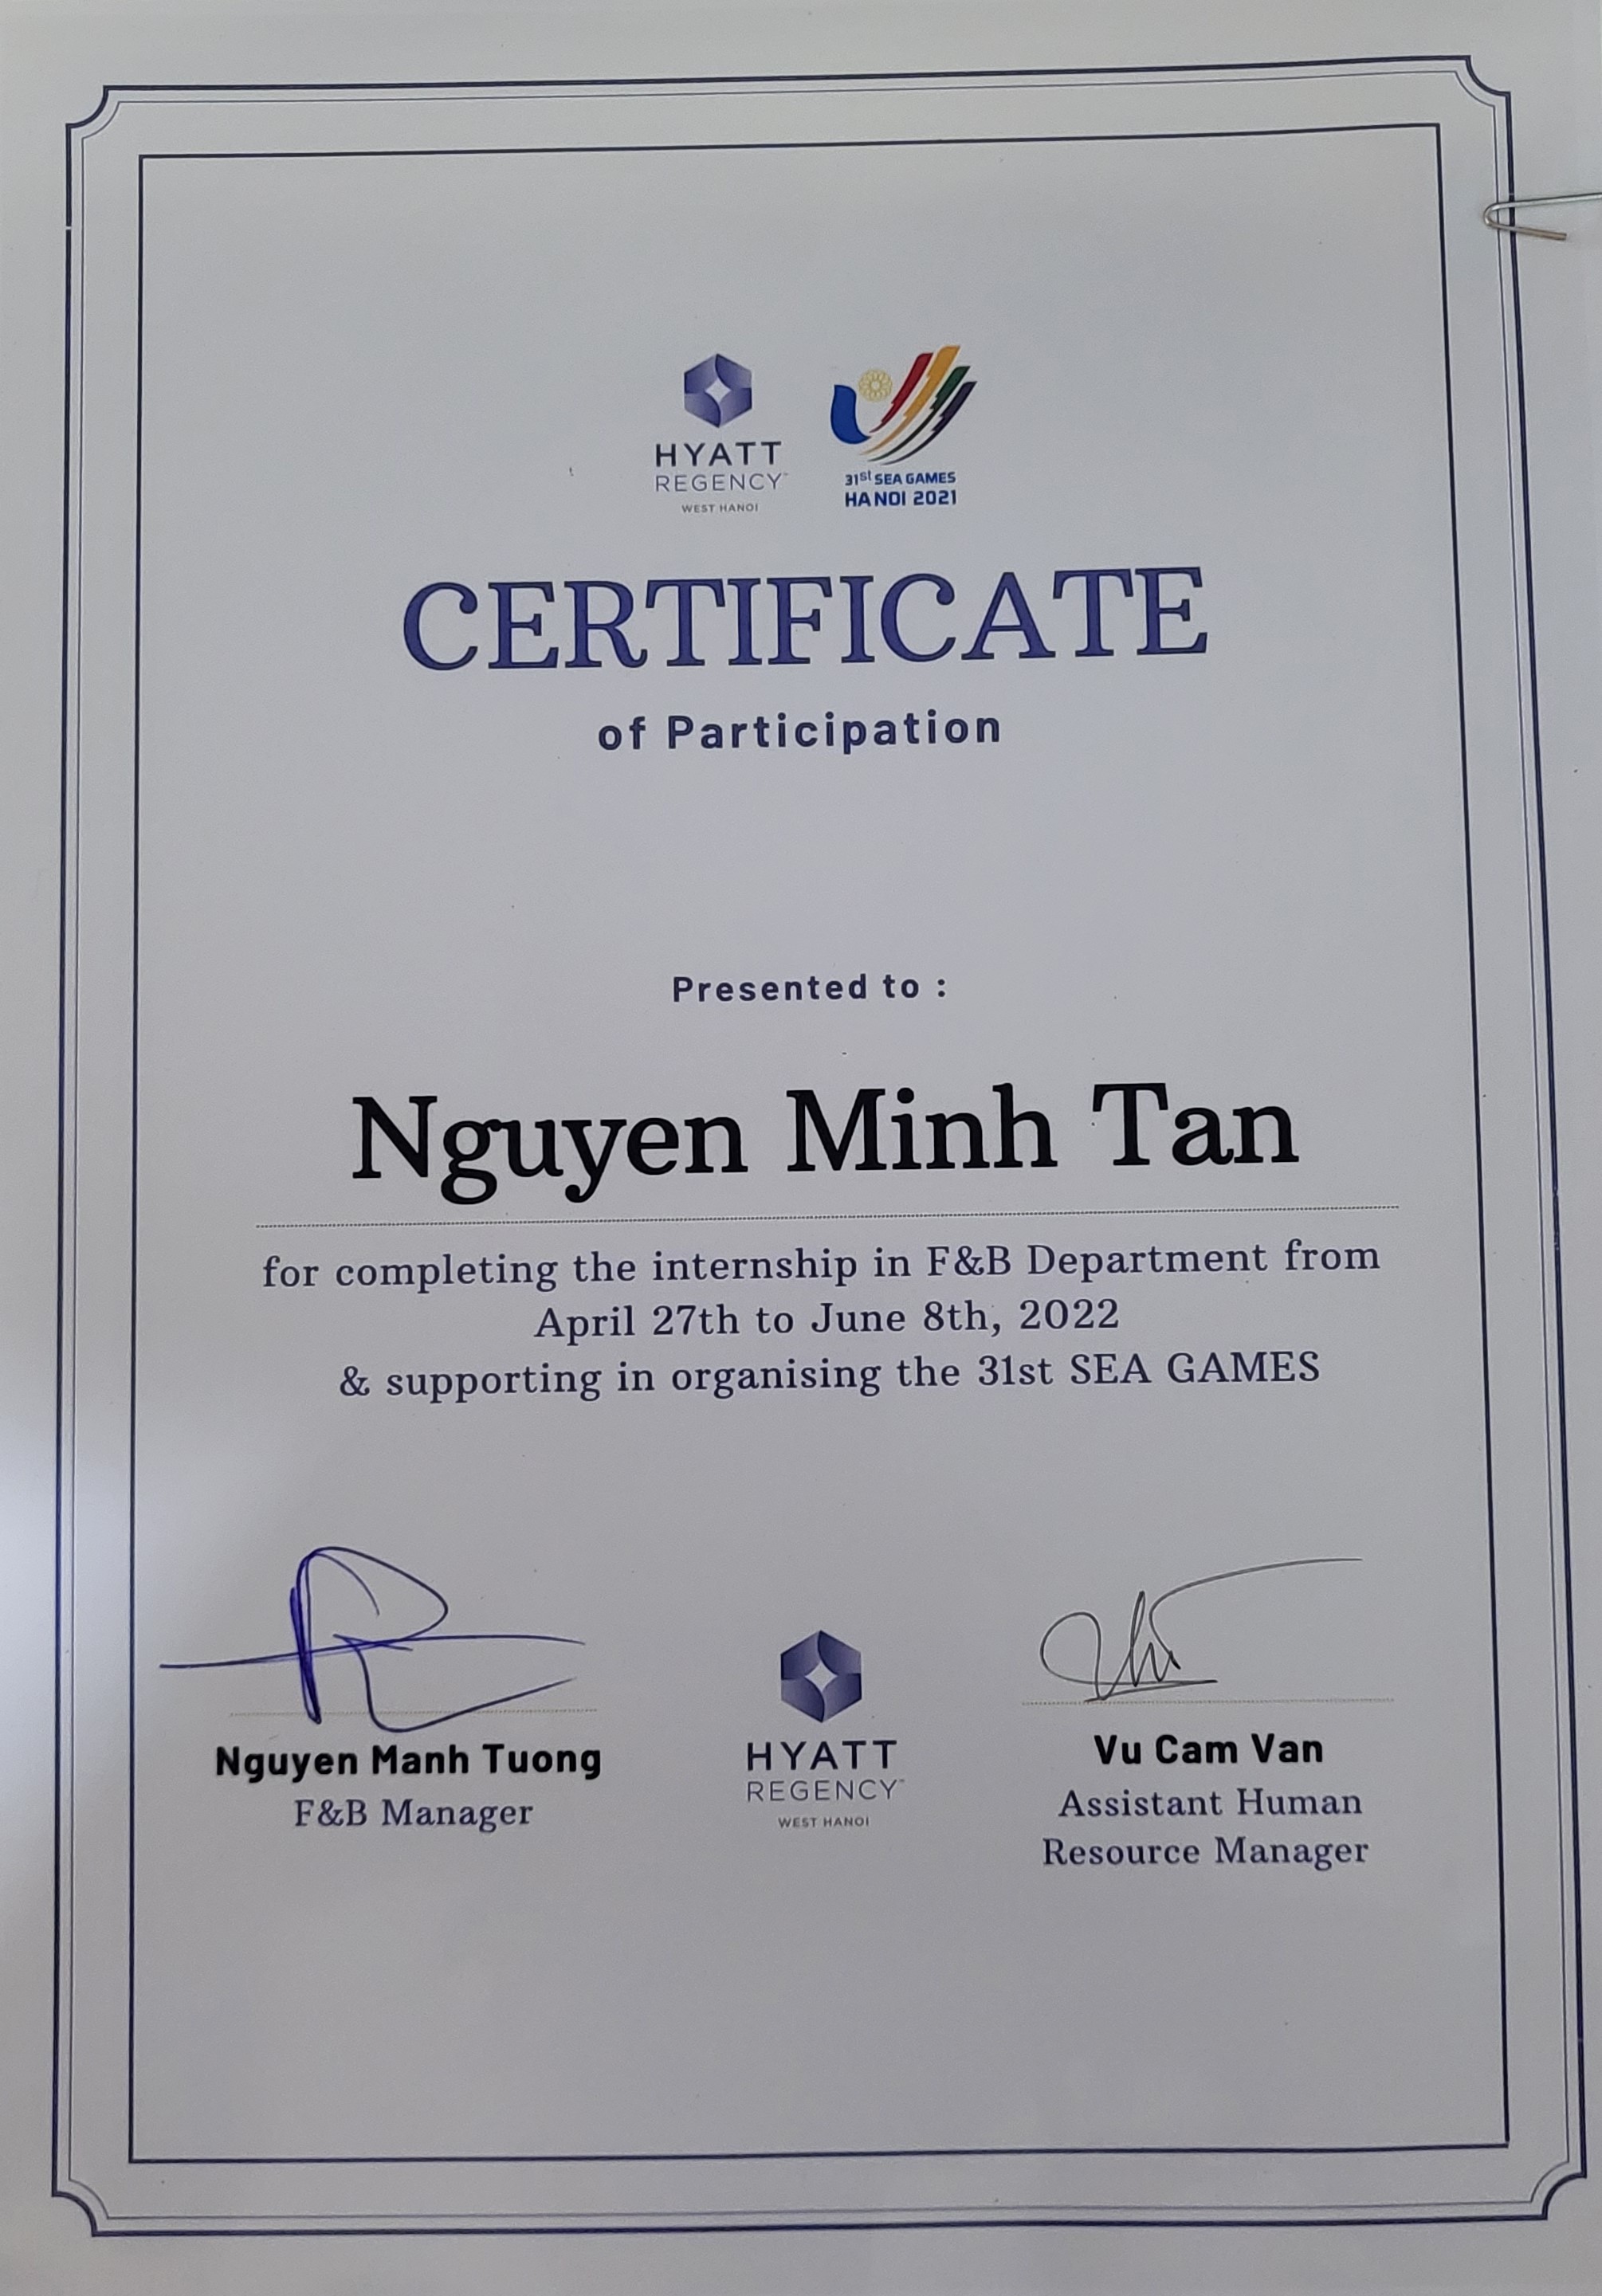 HYATT
REGENCY™
WEST HANOI
31st SEA GAMES
HA NOI 2021
CERTIFICATE
of Participation
Presented to :
Nguyen Minh Tan
for completing the internship in F&B Department from
April 27th to June 8th, 2022
& supporting in organising the 31st SEA GAMES
Nguyen Manh Tuong
F&B Manager
HYATT
REGENCY™
WEST HANOI
Vu Cam Van
Assistant Human
Resource Manager